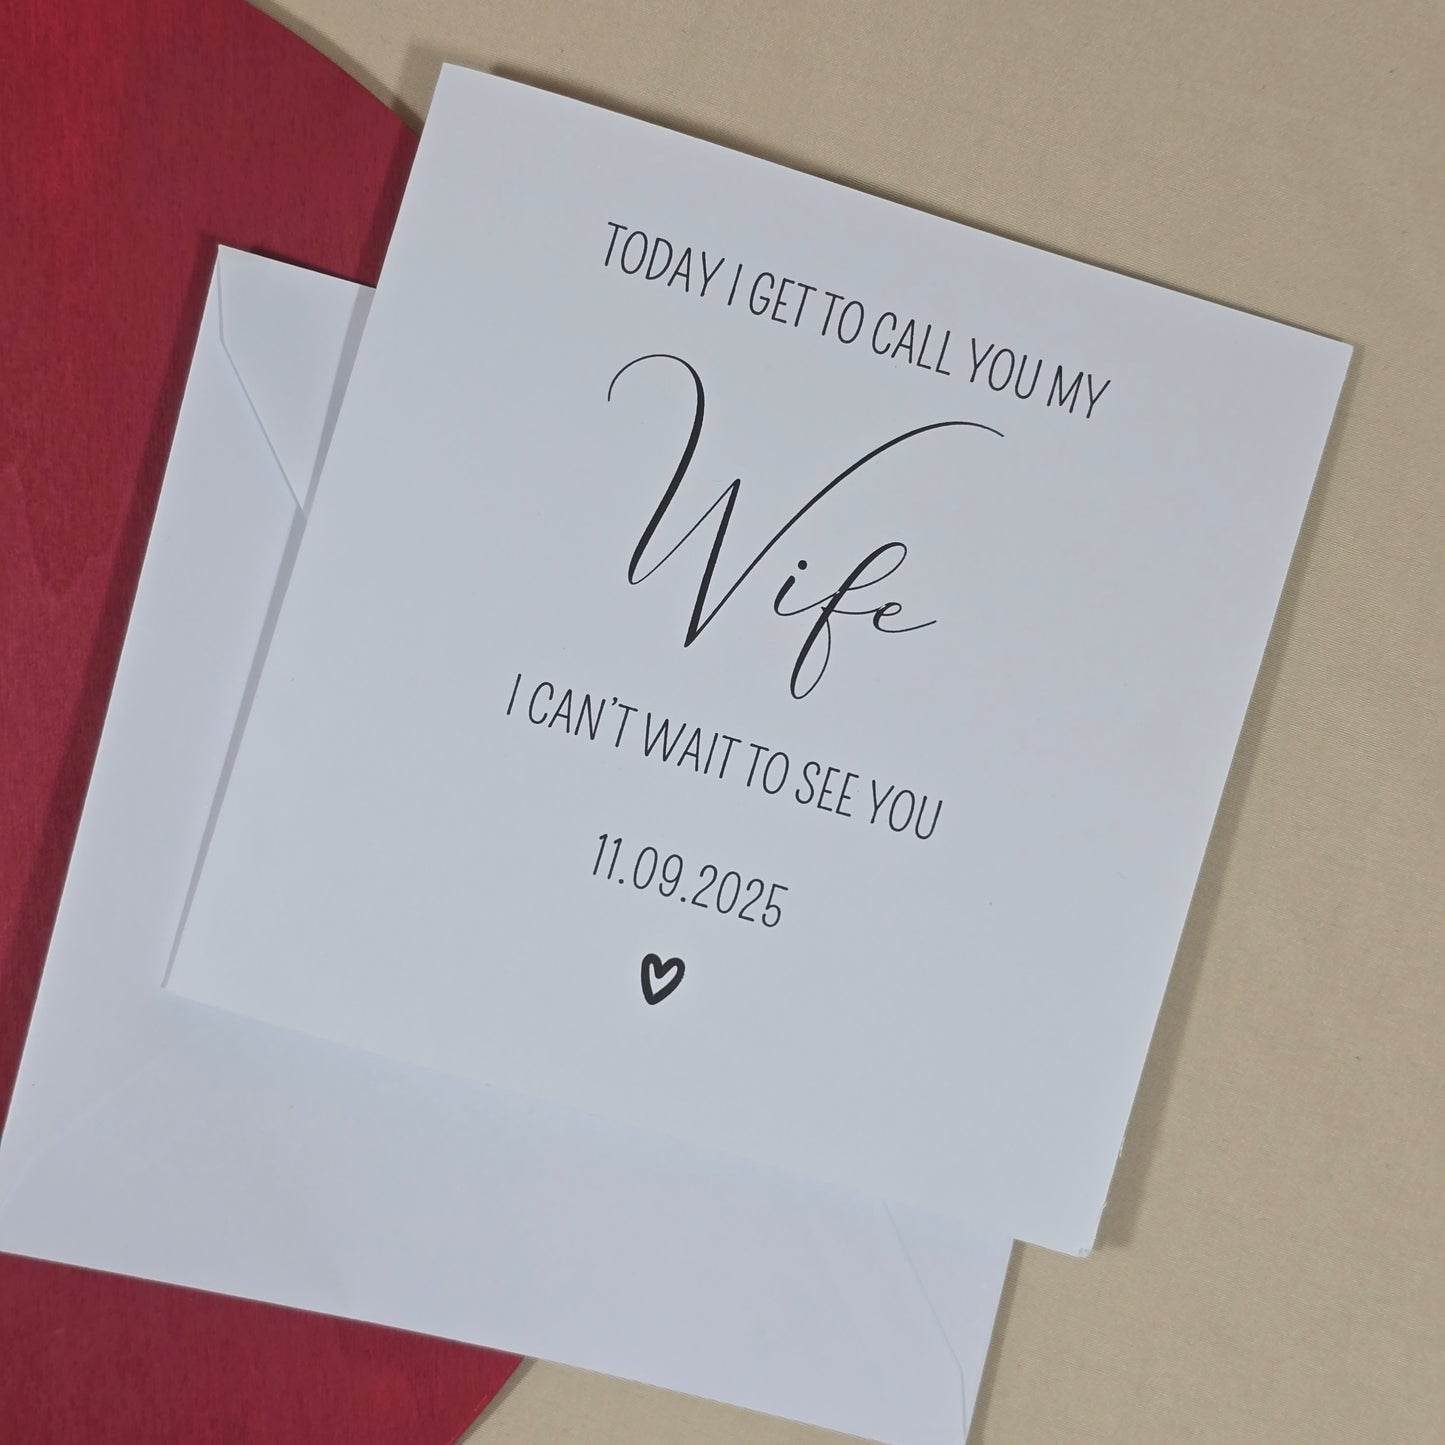 TODAY I GET TO CALL YOU MY
Wife
I CAN'T WAIT TO SEE YOU
11.09.2025